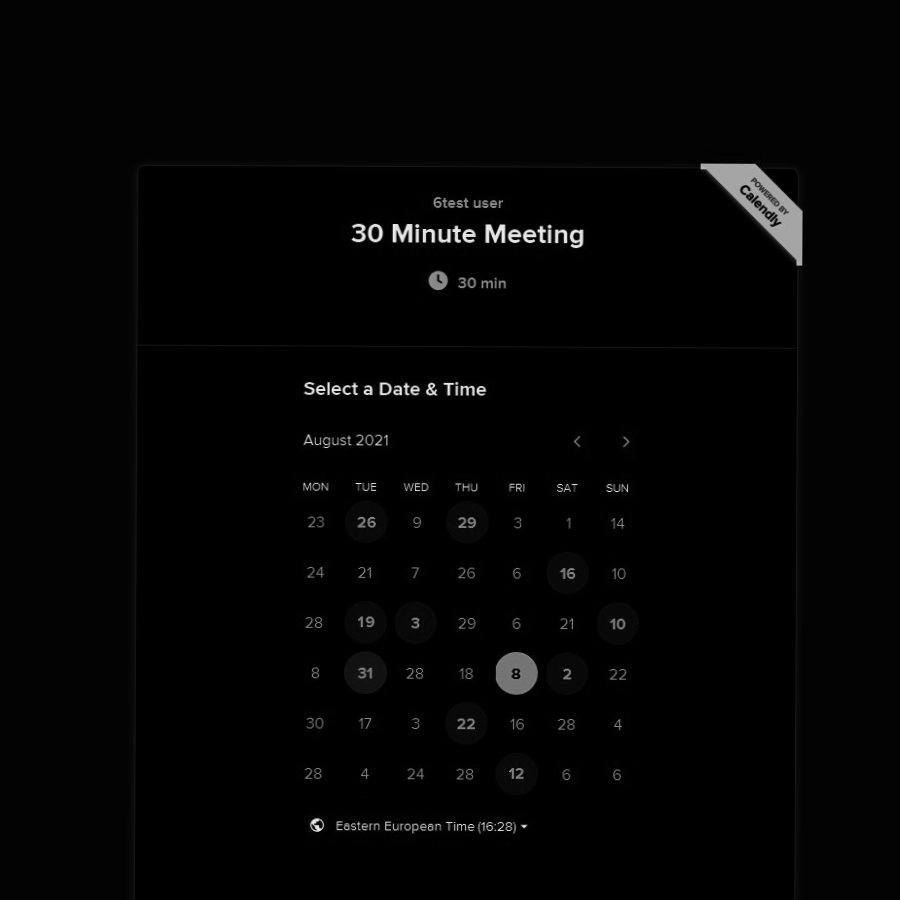 POWERED BY
Calendly
6test user
30 Minute Meeting
30 min
Select a Date & Time
August 2021
MON TUE WED THU FRI SAT SUN
23 26 9 29 3 1 14
24 21 7 26 6 16 10
28 19 3 29 6 21 10
8 31 28 18 8 2 22
30 17 3 22 16 28 4
28 4 24 28 12 6 6
Eastern European Time (16:28)